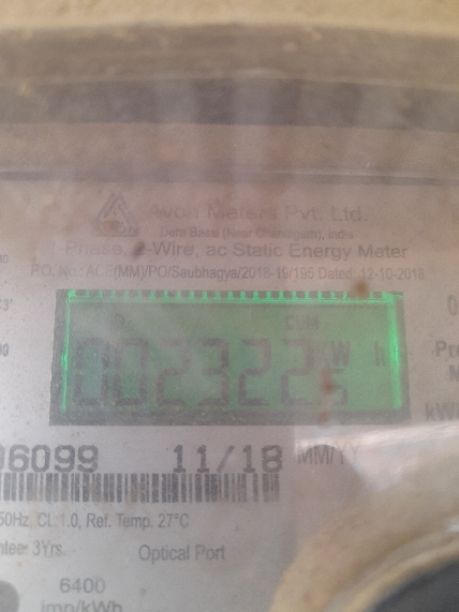 Avon Meters Pvt. Ltd.
Dera Bassi (Near Chandigarh), India
1-Phase, 2-Wire, ac Static Energy Meter
P.O. No.: ACE(MM)/PO/Saubhagya/2018-19/195 Dated: 12-10-2018
CUM
002322 kW h
06099 11/18 MM/YY
50Hz, CL:1.0, Ref. Temp. 27°C
3Yrs. Optical Port
6400
imp/kWh